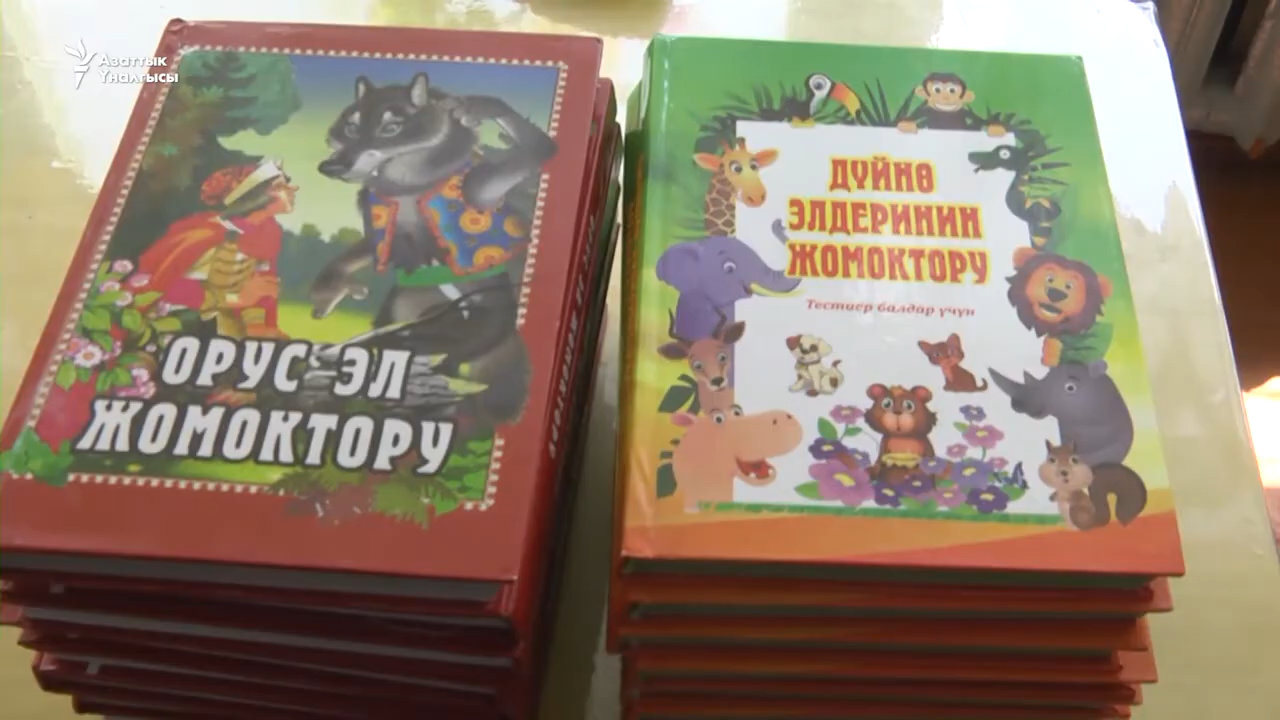 Азаттык
Үналгысы
ОРУС ЭЛ
ЖОМОКТОРУ
ДҮЙНӨ
ЭЛДЕРИНИН
ЖОМОКТОРУ
Тестиер балдар үчүн